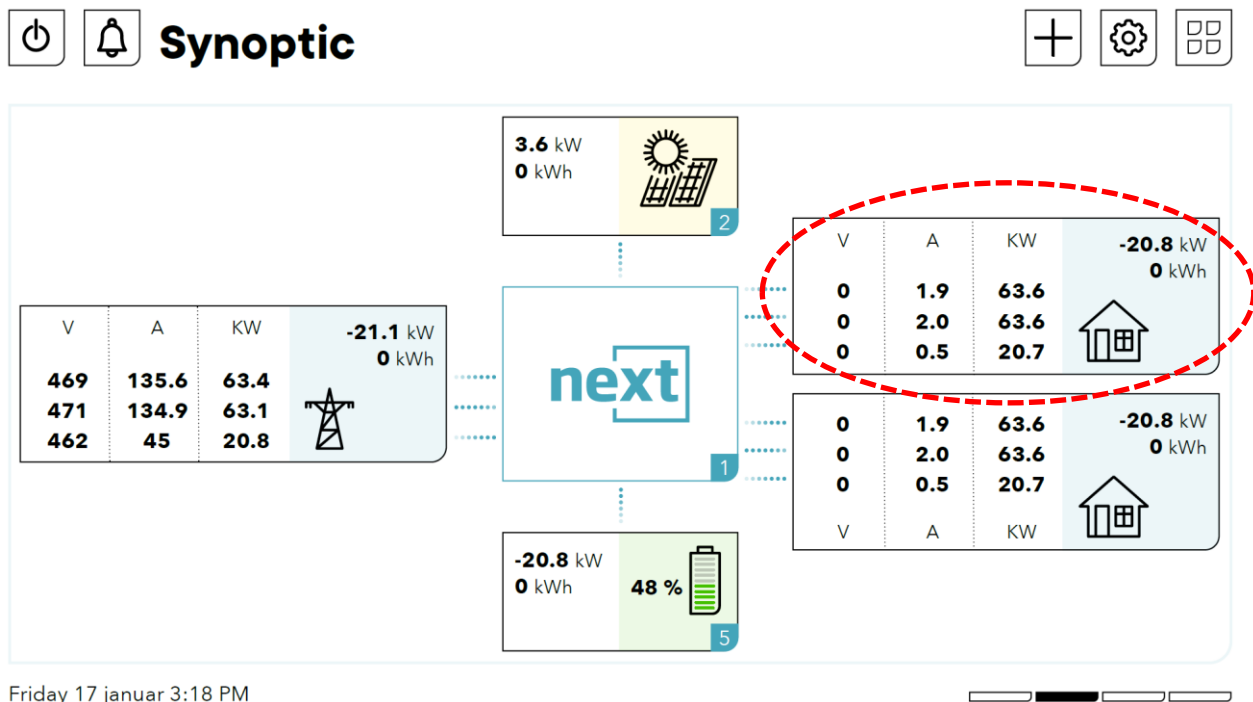 Synoptic
3.6 kW
0 kWh
2
V A KW
469 135.6 63.4
471 134.9 63.1
462 45 20.8
-21.1 kW
0 kWh
next
1
V A KW
0 1.9 63.6
0 2.0 63.6
0 0.5 20.7
-20.8 kW
0 kWh
0 1.9 63.6
0 2.0 63.6
0 0.5 20.7
V A KW
-20.8 kW
0 kWh
-20.8 kW
0 kWh
48 %
5
Friday 17 januar 3:18 PM